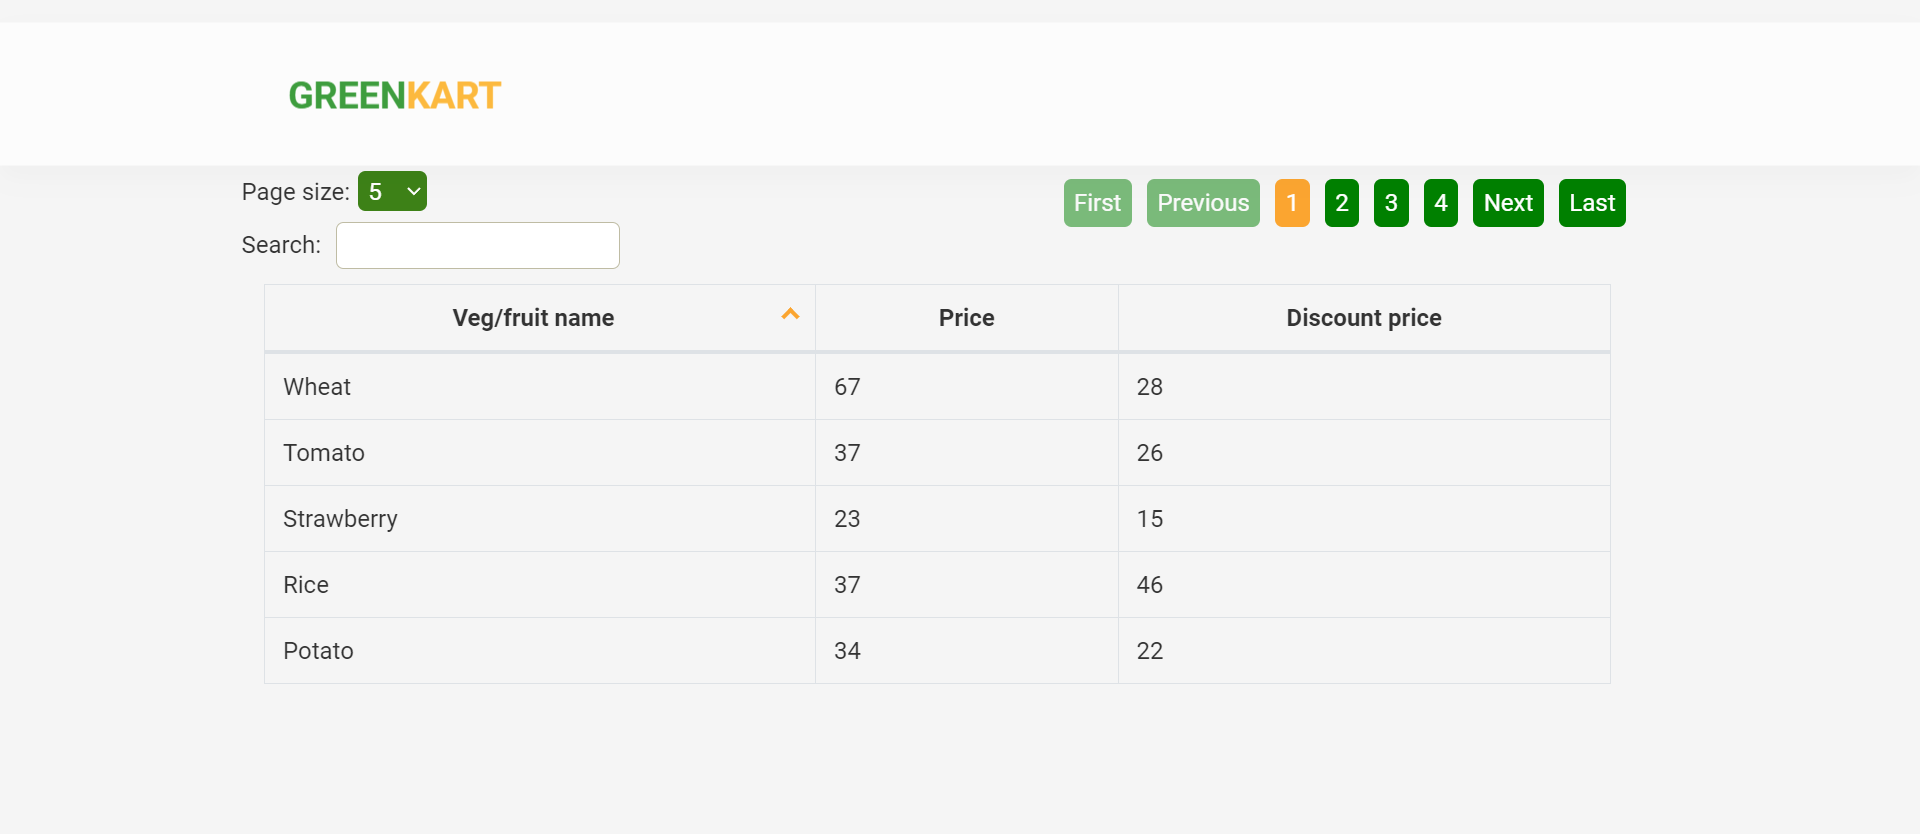 GREENKART
Page size: 5
First Previous 1 2 3 4 Next Last
Search:
Veg/fruit name Price Discount price
Wheat 67 28
Tomato 37 26
Strawberry 23 15
Rice 37 46
Potato 34 22